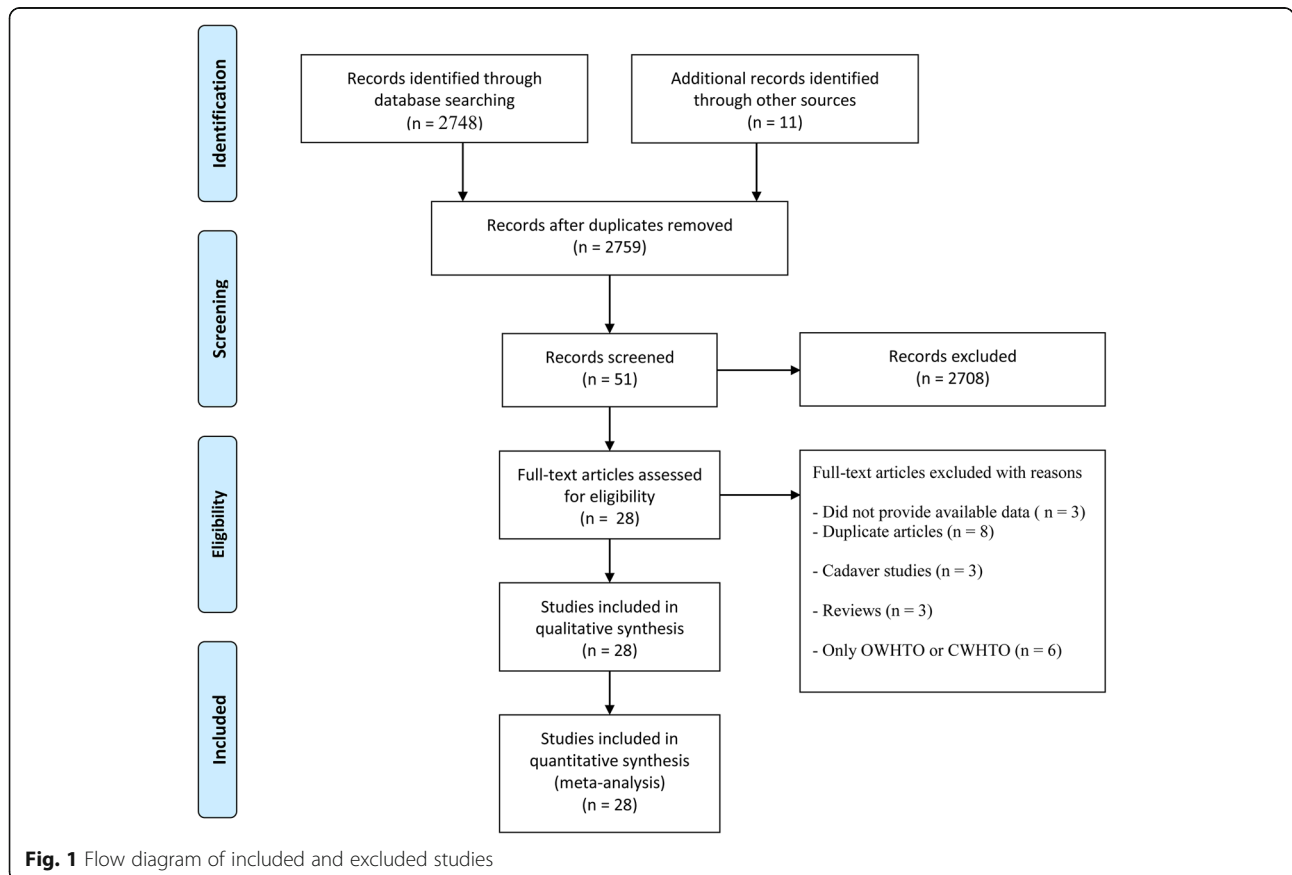 Identification
Records identified through
database searching
(n = 2748)
Additional records identified
through other sources
(n = 11)
Screening
Records after duplicates removed
(n = 2759)
Records screened
(n = 51)
Records excluded
(n = 2708)
Eligibility
Full-text articles assessed
for eligibility
(n = 28)
Full-text articles excluded with reasons
- Did not provide available data ( n = 3)
- Duplicate articles (n = 8)
- Cadaver studies (n = 3)
- Reviews (n = 3)
- Only OWHTO or CWHTO (n = 6)
Studies included in
qualitative synthesis
(n = 28)
Included
Studies included in
quantitative synthesis
(meta-analysis)
(n = 28)
Fig. 1 Flow diagram of included and excluded studies